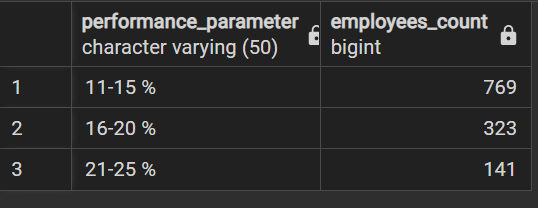 performance_parameter employees_count
character varying (50) bigint
1 11-15 % 769
2 16-20 % 323
3 21-25 % 141